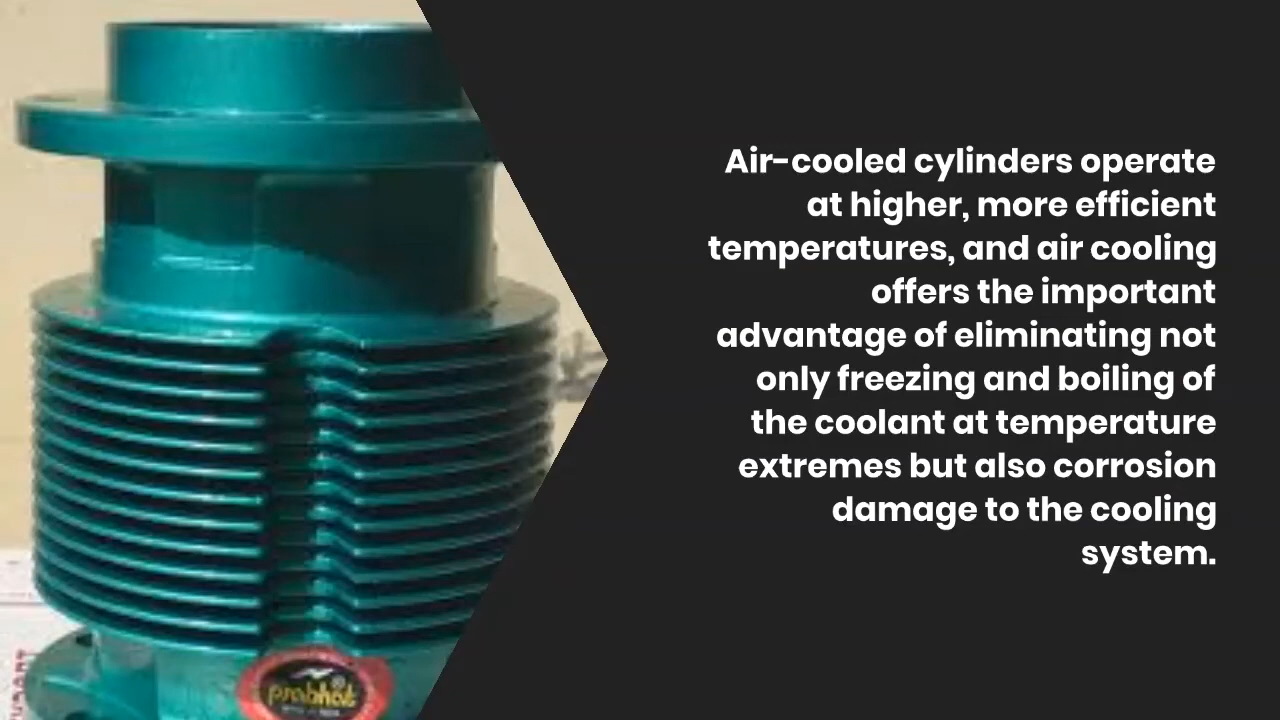 Air-cooled cylinders operate
at higher, more efficient
temperatures, and air cooling
offers the important
advantage of eliminating not
only freezing and boiling of
the coolant at temperature
extremes but also corrosion
damage to the cooling
system.
prabhat